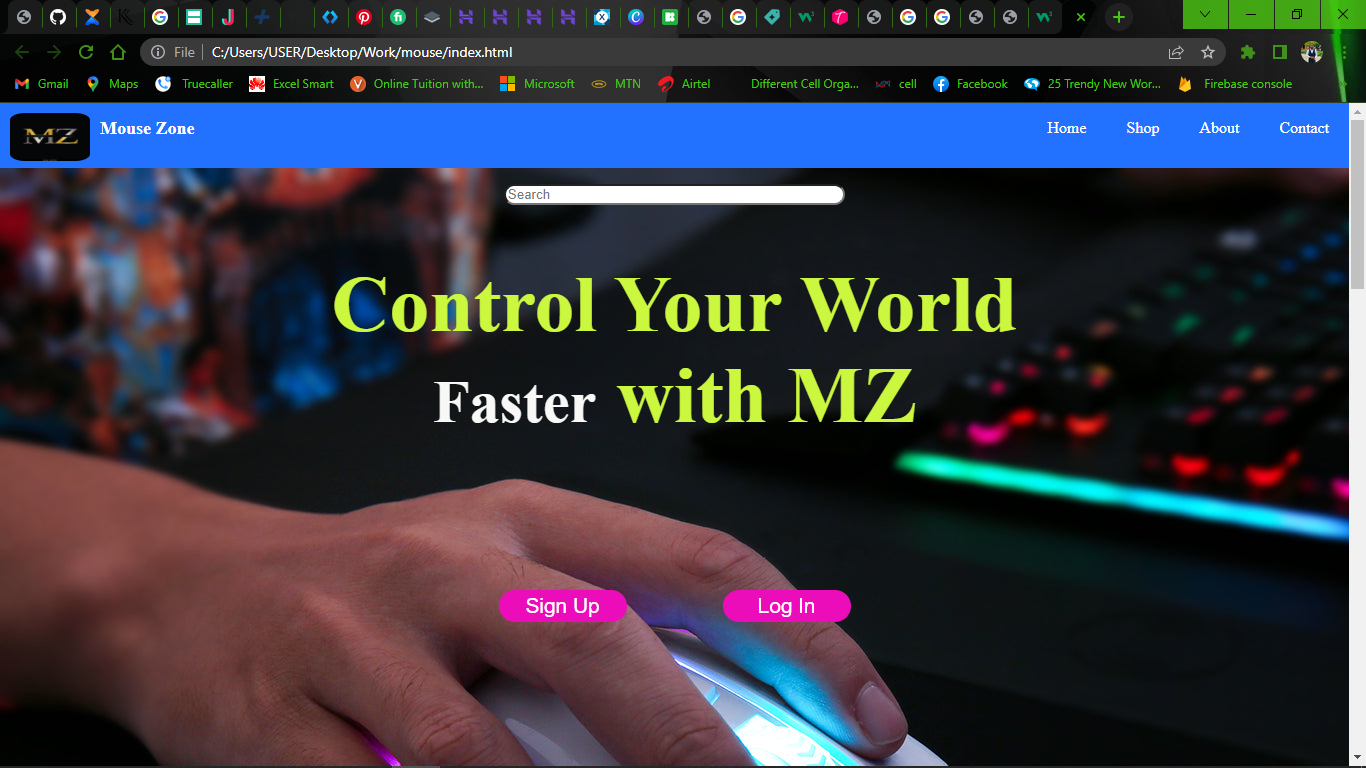 File
C:/Users/USER/Desktop/Work/mouse/index.html
Gmail Maps Truecaller Excel Smart Online Tuition with... Microsoft MTN Airtel Different Cell Orga... cell Facebook 25 Trendy New Wor... Firebase console
MZ Mouse Zone Home Shop About Contact
Search
Control Your World
Faster with MZ
Sign Up Log In